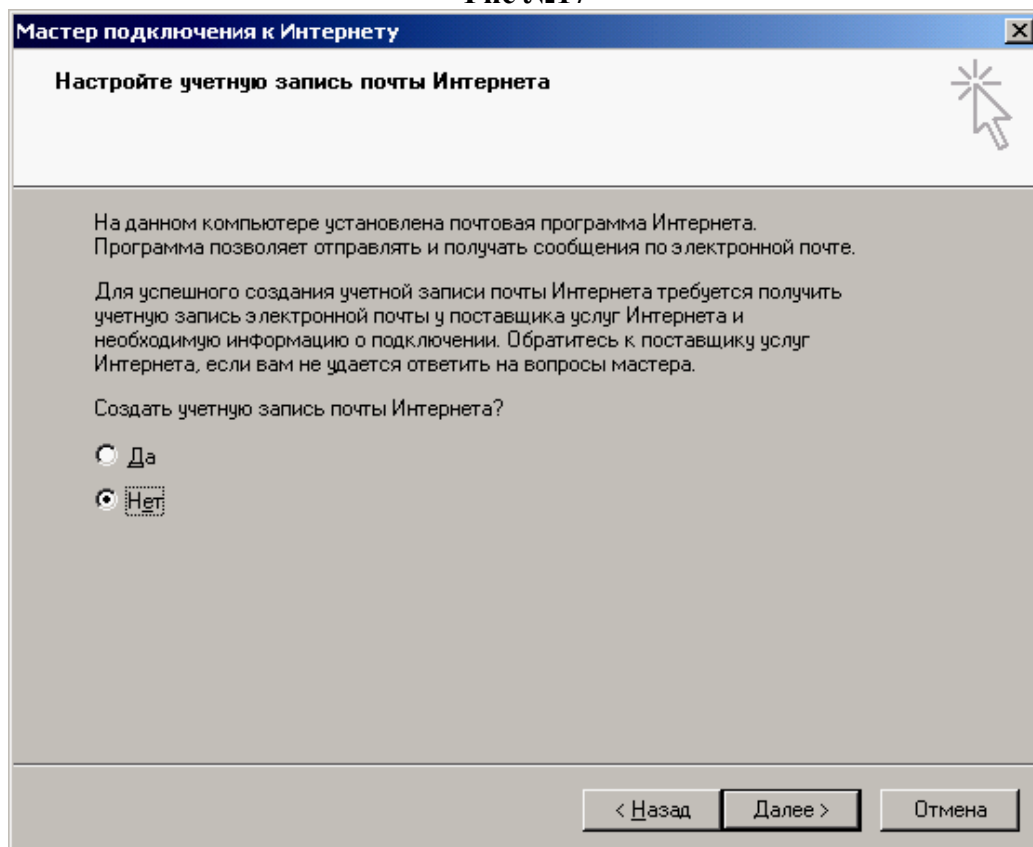 Мастер подключения к Интернету
Настройте учетную запись почты Интернета
На данном компьютере установлена почтовая программа Интернета.
Программа позволяет отправлять и получать сообщения по электронной почте.
Для успешного создания учетной записи почты Интернета требуется получить
учетную запись электронной почты у поставщика услуг Интернета и
необходимую информацию о подключении. Обратитесь к поставщику услуг
Интернета, если вам не удается ответить на вопросы мастера.
Создать учетную запись почты Интернета?
Да
Нет
< Назад Далее > Отмена